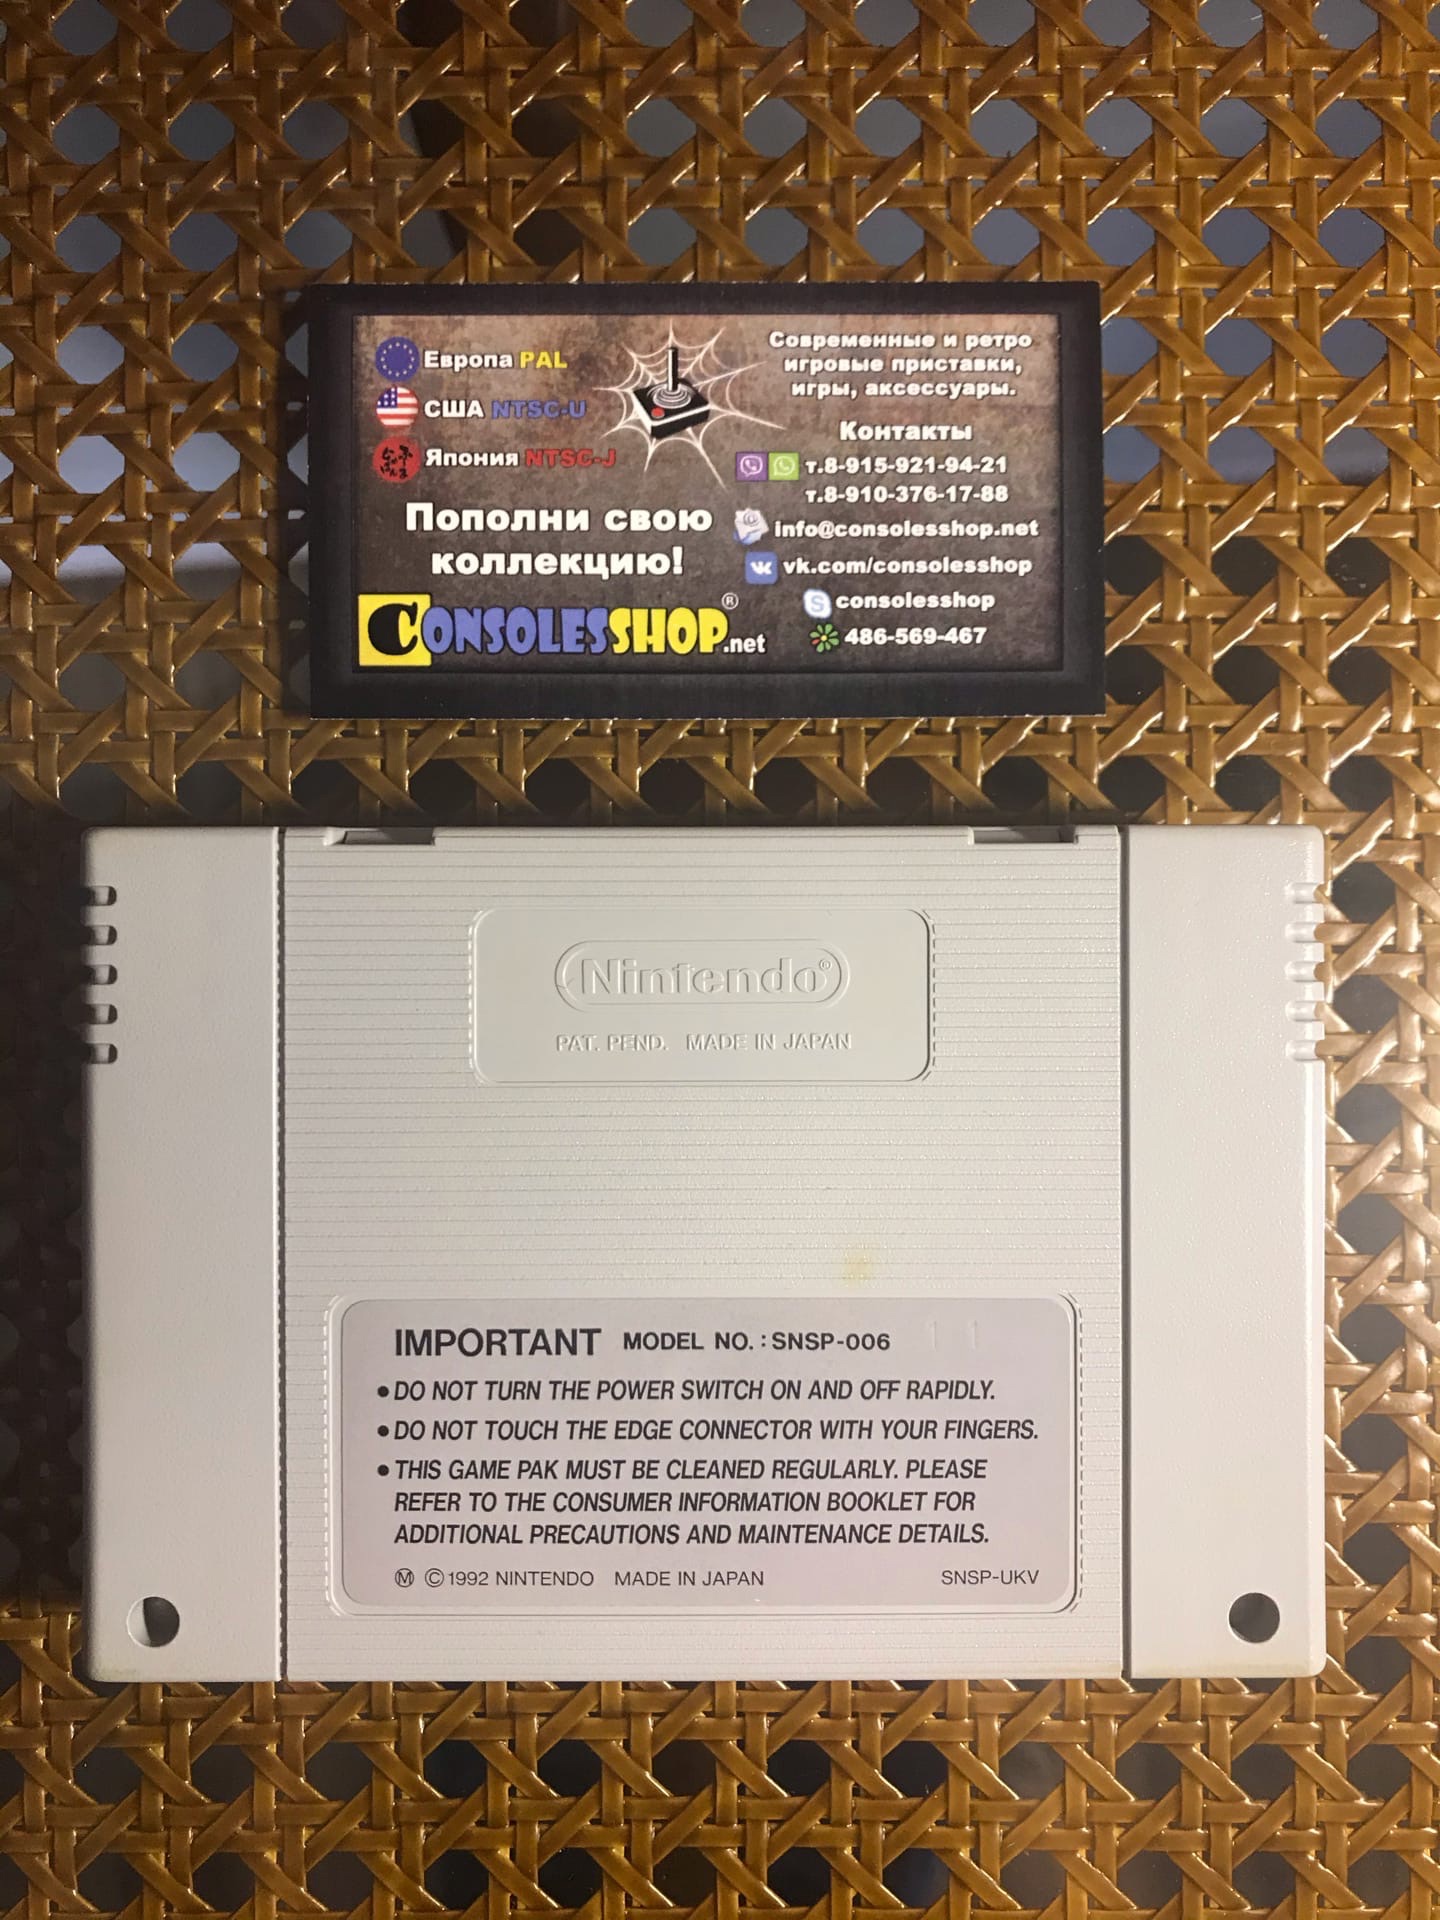 Европа PAL
США NTSC-U
Япония NTSC-J
Пополни свою
коллекцию!
CONSOLESSHOP.net ®
Современные и ретро
игровые приставки,
игры, аксессуары.
Контакты
т.8-915-921-94-21
т.8-910-376-17-88
info@consolesshop.net
vk.com/consolesshop
consolesshop
486-569-467
Nintendo®
PAT. PEND. MADE IN JAPAN
IMPORTANT MODEL NO. : SNSP-006
● DO NOT TURN THE POWER SWITCH ON AND OFF RAPIDLY.
● DO NOT TOUCH THE EDGE CONNECTOR WITH YOUR FINGERS.
● THIS GAME PAK MUST BE CLEANED REGULARLY. PLEASE
REFER TO THE CONSUMER INFORMATION BOOKLET FOR
ADDITIONAL PRECAUTIONS AND MAINTENANCE DETAILS.
Ⓜ ©1992 NINTENDO MADE IN JAPAN SNSP-UKV